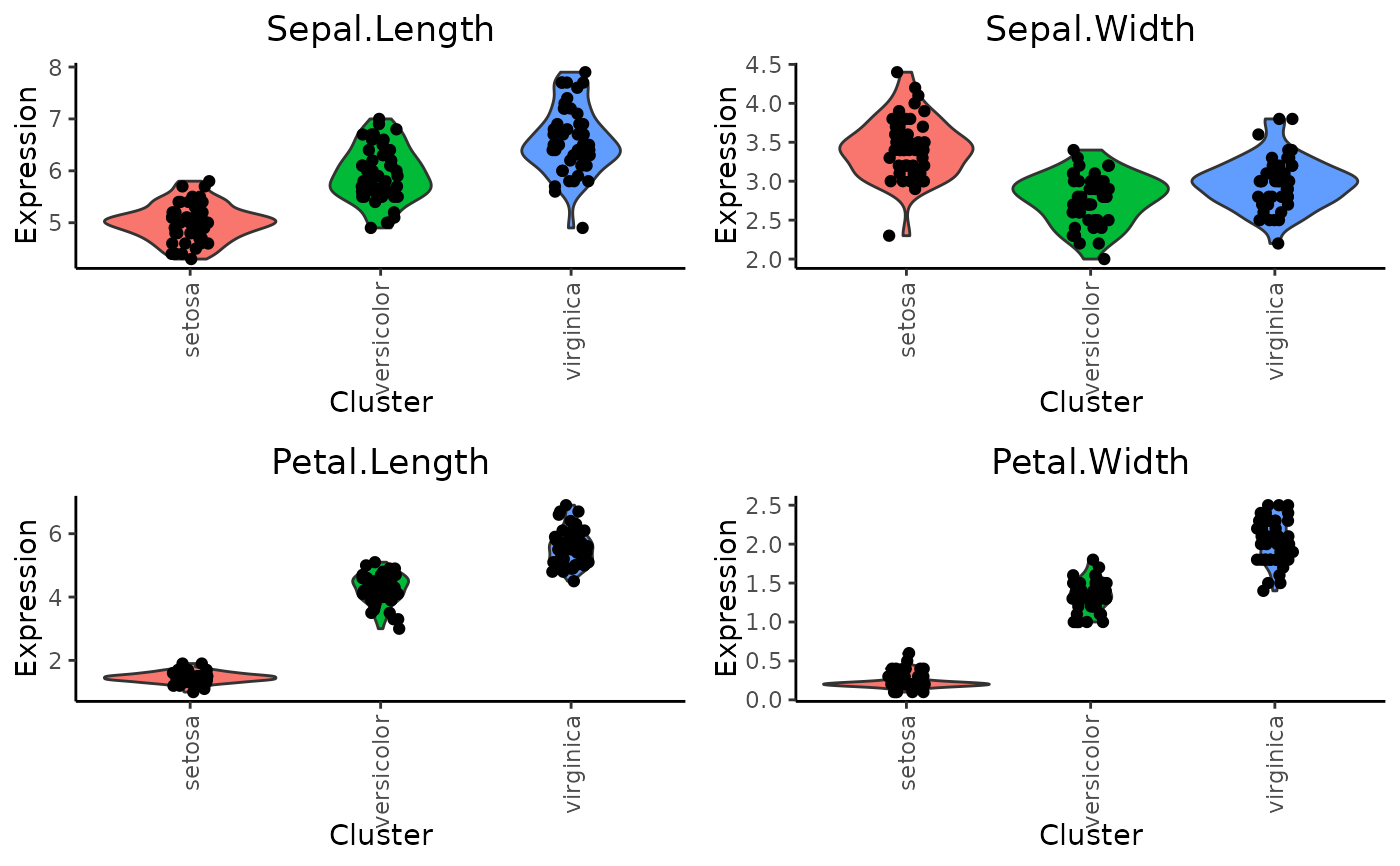 Sepal.Length
Expression
8
7
6
5
setosa
versicolor
virginica
Cluster
Sepal.Width
Expression
4.5
4.0
3.5
3.0
2.5
2.0
setosa
versicolor
virginica
Cluster
Petal.Length
Expression
6
4
2
setosa
versicolor
virginica
Cluster
Petal.Width
Expression
2.5
2.0
1.5
1.0
0.5
0.0
setosa
versicolor
virginica
Cluster